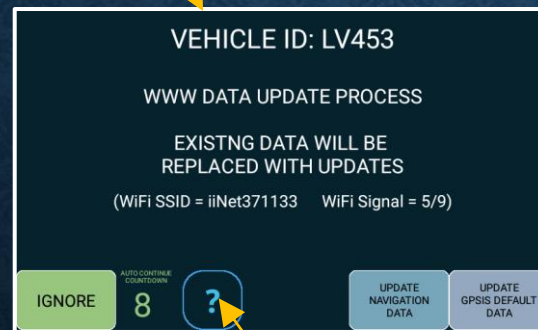 VEHICLE ID: LV453
WWW DATA UPDATE PROCESS
EXISTNG DATA WILL BE
REPLACED WITH UPDATES
(WiFi SSID = iiNet371133 WiFi Signal = 5/9)
IGNORE
AUTO CONTINUE
COUNTDOWN
8
?
UPDATE
NAVIGATION
DATA
UPDATE
GPSIS DEFAULT
DATA